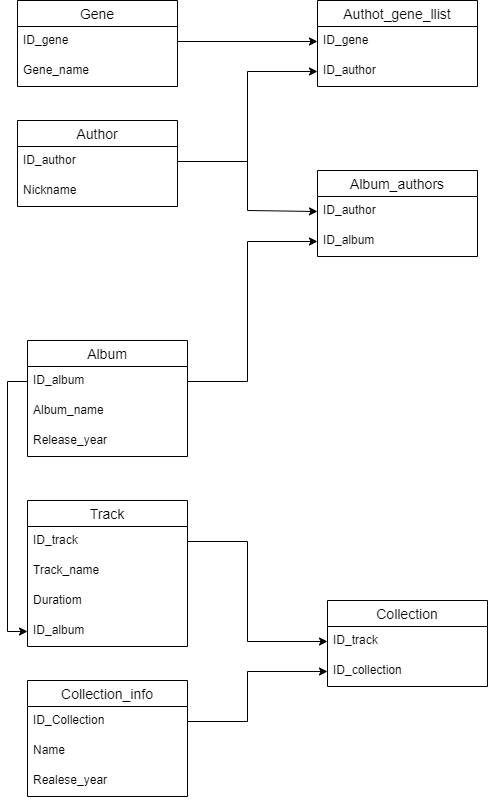 Gene
ID_gene
Gene_name
Authot_gene_llist
ID_gene
ID_author
Author
ID_author
Nickname
Album_authors
ID_author
ID_album
Album
ID_album
Album_name
Release_year
Track
ID_track
Track_name
Duratiom
ID_album
Collection
ID_track
ID_collection
Collection_info
ID_Collection
Name
Realese_year